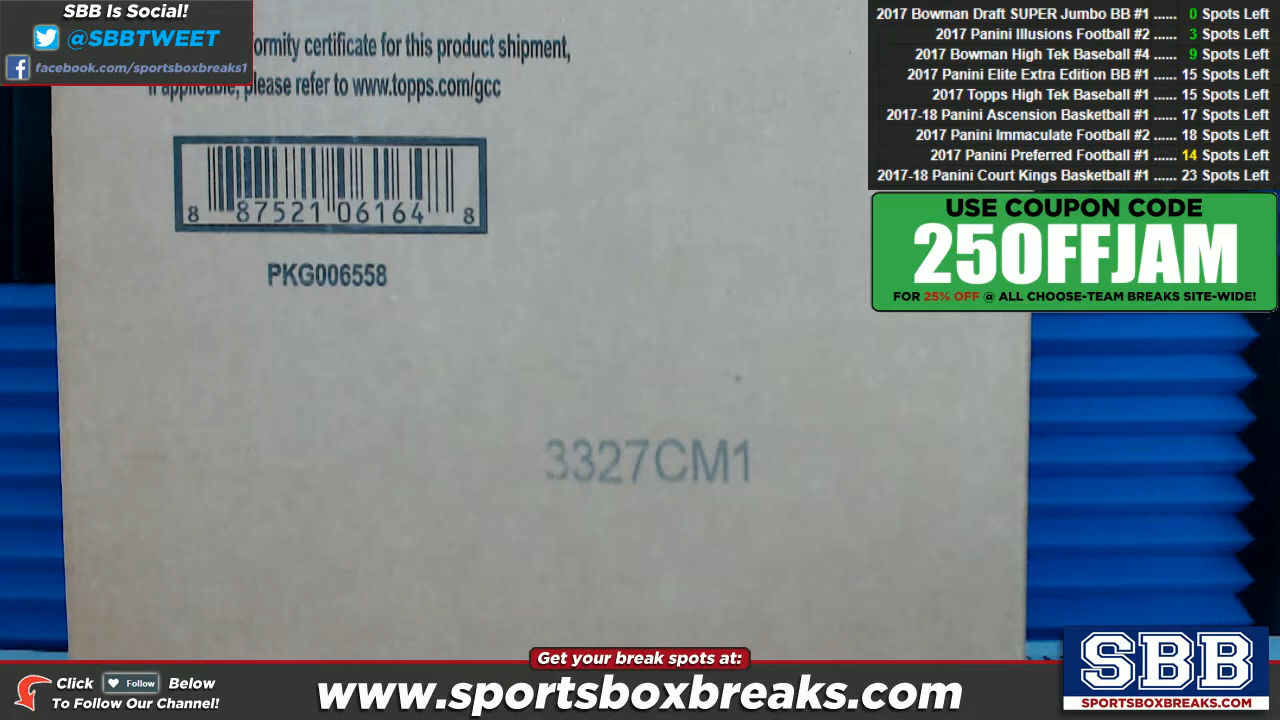 SBB Is Social!
@SBBTWEET
facebook.com/sportsboxbreaks1
formity certificate for this product shipment,
if applicable, please refer to www.topps.com/gcc
8 87521 06164 8
PKG006558
3327CM1
2017 Bowman Draft SUPER Jumbo BB #1 ...... 0 Spots Left
2017 Panini Illusions Football #2 ...... 3 Spots Left
2017 Bowman High Tek Baseball #4 ...... 9 Spots Left
2017 Panini Elite Extra Edition BB #1 ...... 15 Spots Left
2017 Topps High Tek Baseball #1 ...... 15 Spots Left
2017-18 Panini Ascension Basketball #1 ...... 17 Spots Left
2017 Panini Immaculate Football #2 ...... 18 Spots Left
2017 Panini Preferred Football #1 ...... 14 Spots Left
2017-18 Panini Court Kings Basketball #1 ...... 23 Spots Left
USE COUPON CODE
25OFFJAM
FOR 25% OFF @ ALL CHOOSE-TEAM BREAKS SITE-WIDE!
Get your break spots at:
Click Follow Below
To Follow Our Channel!
www.sportsboxbreaks.com
SBB
SPORTSBOXBREAKS.COM